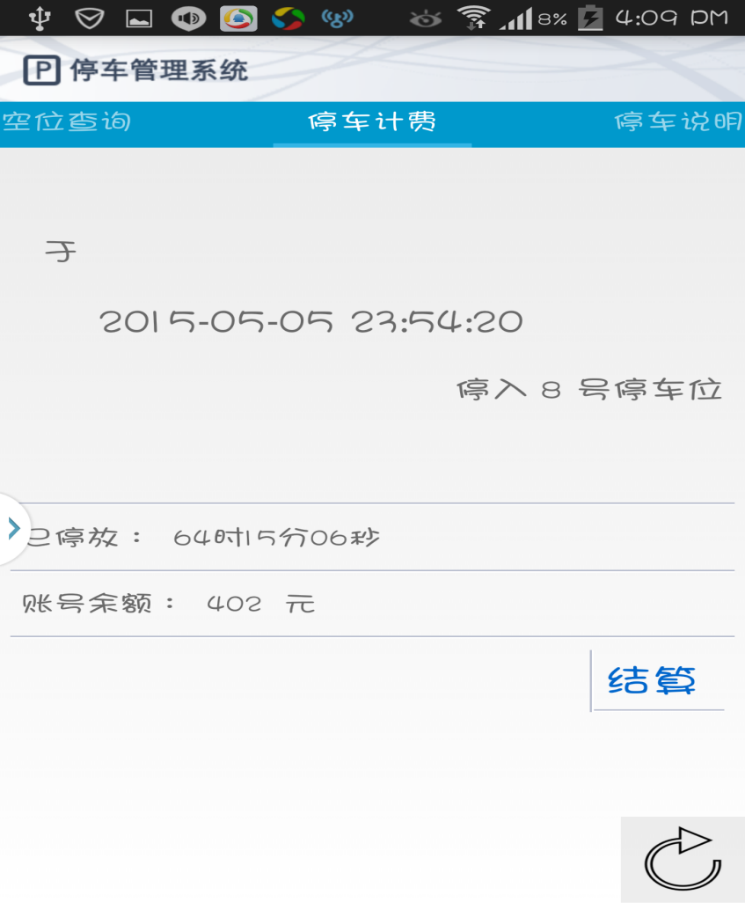 8% 4:09 PM
P 停车管理系统
空位查询 停车计费 停车说明
于
2015-05-05 23:54:20
停入 8 号停车位
已停放： 64时15分06秒
账号余额： 402 元
结算